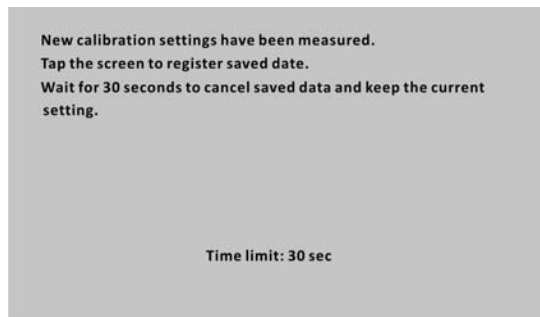 New calibration settings have been measured.
Tap the screen to register saved date.
Wait for 30 seconds to cancel saved data and keep the current
setting.
Time limit: 30 sec